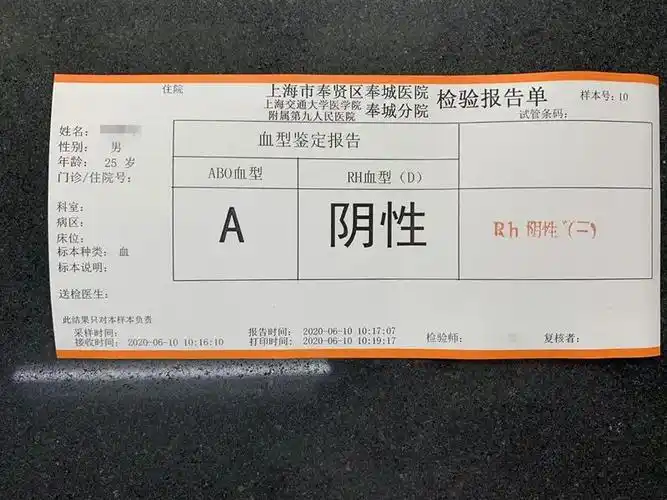 住院
上海市奉贤区奉城医院
上海交通大学医学院
附属第九人民医院 奉城分院
检验报告单
样本号: 10
试管条码:
姓名:
性别: 男
年龄: 25 岁
门诊/住院号:
科室:
病区:
床位:
标本种类: 血
标本说明:
送检医生:
血型鉴定报告
ABO血型 RH血型 (D)
A 阴性
Rh 阴性 (一)
此结果只对本样本负责
采样时间: 报告时间: 2020-06-10 10:17:07
接收时间: 2020-06-10 10:16:10 打印时间: 2020-06-10 10:19:17
检验师: 复核者: